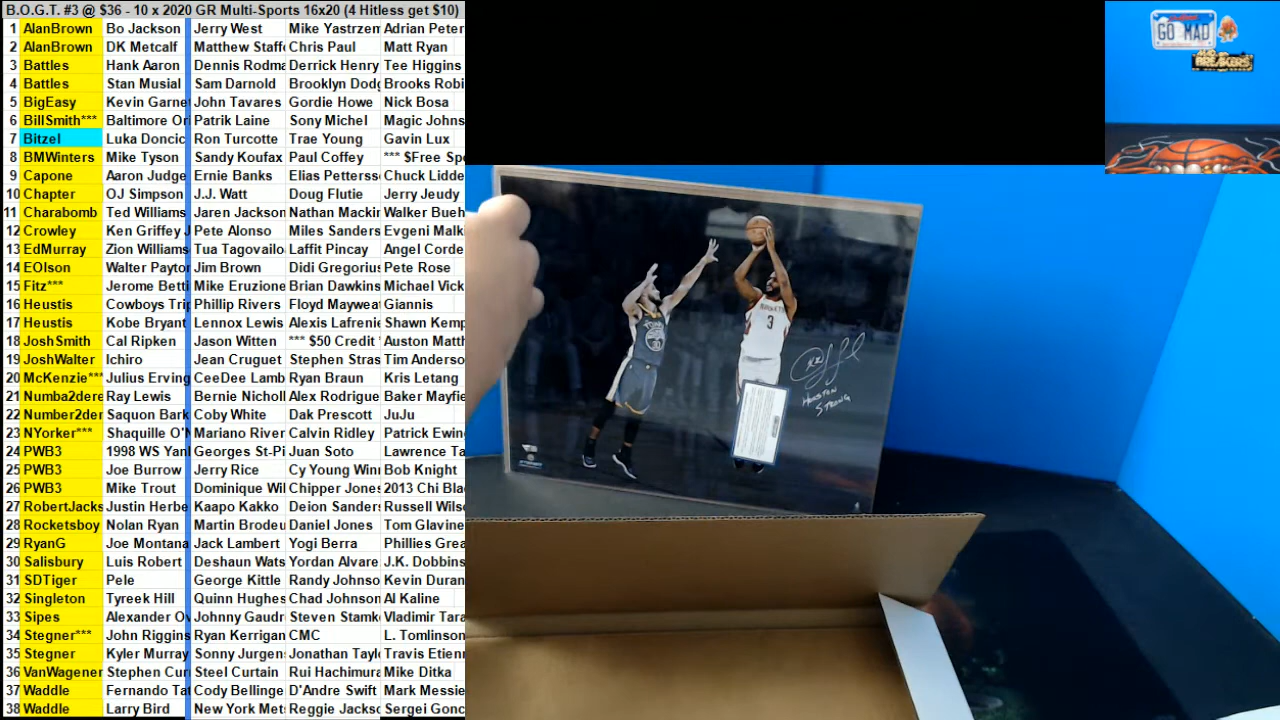 B.O.G.T. #3 @ $36 - 10 x 2020 GR Multi-Sports 16x20 (4 Hitless get $10)
1 AlanBrown Bo Jackson Jerry West Mike Yastrzem Adrian Peter
2 AlanBrown DK Metcalf Matthew Staffo Chris Paul Matt Ryan
3 Battles Hank Aaron Dennis Rodma Derrick Henry Tee Higgins
4 Battles Stan Musial Sam Darnold Brooklyn Dodg Brooks Robi
5 BigEasy Kevin Garne John Tavares Gordie Howe Nick Bosa
6 BillSmith*** Baltimore Ori Patrik Laine Sony Michel Magic Johns
7 Bitzel Luka Doncic Ron Turcotte Trae Young Gavin Lux
8 BMWinters Mike Tyson Sandy Koufax Paul Coffey *** $Free Spo
9 Capone Aaron Judge Ernie Banks Elias Pettersso Chuck Lidde
10 Chapter OJ Simpson J.J. Watt Doug Flutie Jerry Jeudy
11 Charabomb Ted Williams Jaren Jackson Nathan Mackin Walker Bueh
12 Crowley Ken Griffey J Pete Alonso Miles Sanders Evgeni Malk
13 EdMurray Zion Williams Tua Tagovailo Laffit Pincay Angel Corde
14 EOlson Walter Payto Jim Brown Didi Gregorius Pete Rose
15 Fitz*** Jerome Betti Mike Eruzione Brian Dawkins Michael Vick
16 Heustis Cowboys Trip Phillip Rivers Floyd Mayweat Giannis
17 Heustis Kobe Bryant Lennox Lewis Alexis Lafrenie Shawn Kemp
18 JoshSmith Cal Ripken Jason Witten *** $50 Credit Auston Matth
19 JoshWalter Ichiro Jean Cruguet Stephen Stras Tim Anderso
20 McKenzie*** Julius Erving CeeDee Lamb Ryan Braun Kris Letang
21 Numba2dere Ray Lewis Bernie Nicholl Alex Rodrigue Baker Mayfie
22 Number2der Saquon Bark Coby White Dak Prescott JuJu
23 NYorker*** Shaquille O'N Mariano River Calvin Ridley Patrick Ewing
24 PWB3 1998 WS Yan Georges St-Pi Juan Soto Lawrence Ta
25 PWB3 Joe Burrow Jerry Rice Cy Young Winn Bob Knight
26 PWB3 Mike Trout Dominique Wil Chipper Jones 2013 Chi Bla
27 RobertJacks Justin Herbe Kaapo Kakko Deion Sanders Russell Wils
28 Rocketsboy Nolan Ryan Martin Brodeu Daniel Jones Tom Glavine
29 RyanG Joe Montana Jack Lambert Yogi Berra Phillies Grea
30 Salisbury Luis Robert Deshaun Wats Yordan Alvare J.K. Dobbins
31 SDTiger Pele George Kittle Randy Johnso Kevin Duran
32 Singleton Tyreek Hill Quinn Hughes Chad Johnson Al Kaline
33 Sipes Alexander Ov Johnny Gaudr Steven Stamk Vladimir Tara
34 Stegner*** John Riggins Ryan Kerrigan CMC L. Tomlinson
35 Stegner Kyler Murray Sonny Jurgen Jonathan Taylo Travis Etien
36 VanWagener Stephen Cur Steel Curtain Rui Hachimura Mike Ditka
37 Waddle Fernando Tat Cody Bellinge D'Andre Swift Mark Messie
38 Waddle Larry Bird New York Met Reggie Jackso Sergei Gonc
GO MAD
BREAKERS
3
HOUSTON
STRONG